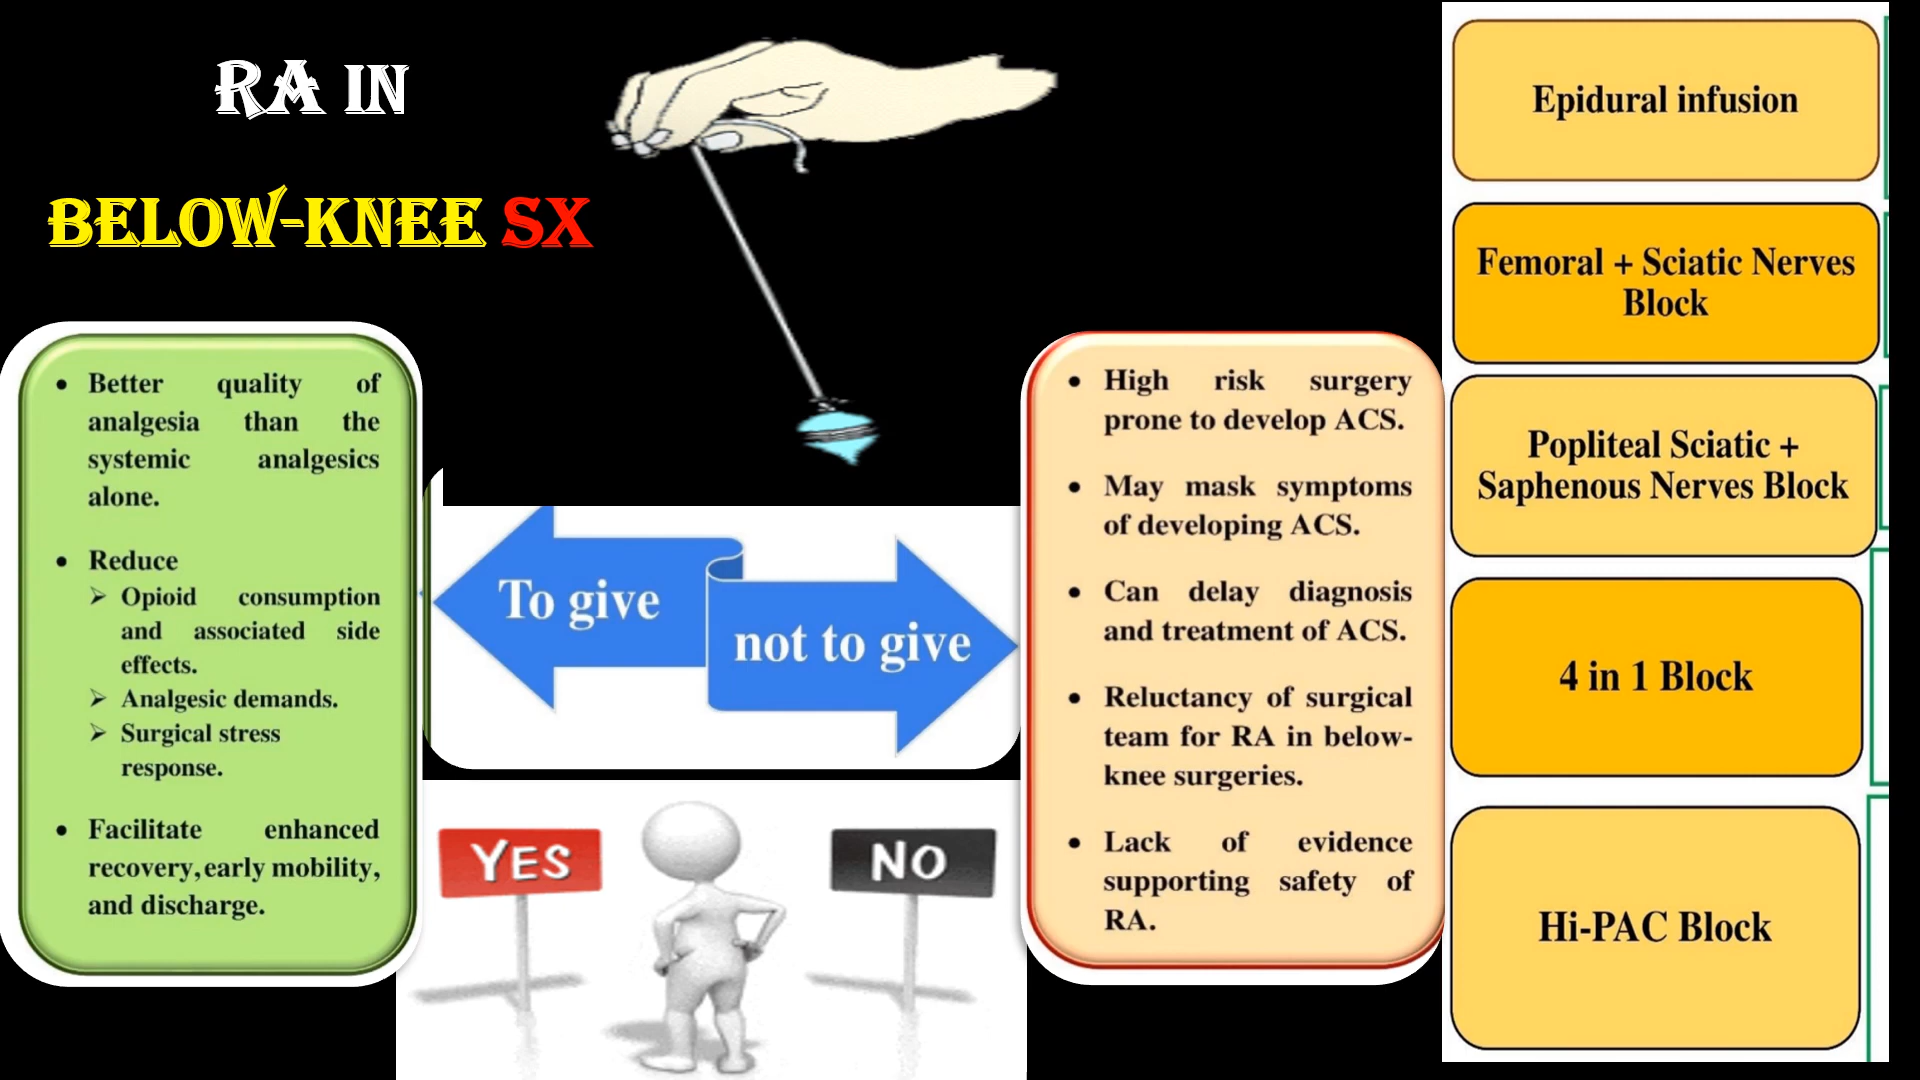 RA IN
BELOW-KNEE SX
• Better quality of
analgesia than the
systemic analgesics
alone.
• Reduce
➢ Opioid consumption
and associated side
effects.
➢ Analgesic demands.
➢ Surgical stress
response.
• Facilitate enhanced
recovery, early mobility,
and discharge.
To give
not to give
YES
NO
• High risk surgery
prone to develop ACS.
• May mask symptoms
of developing ACS.
• Can delay diagnosis
and treatment of ACS.
• Reluctancy of surgical
team for RA in below-
knee surgeries.
• Lack of evidence
supporting safety of
RA.
Epidural infusion
Femoral + Sciatic Nerves
Block
Popliteal Sciatic +
Saphenous Nerves Block
4 in 1 Block
Hi-PAC Block